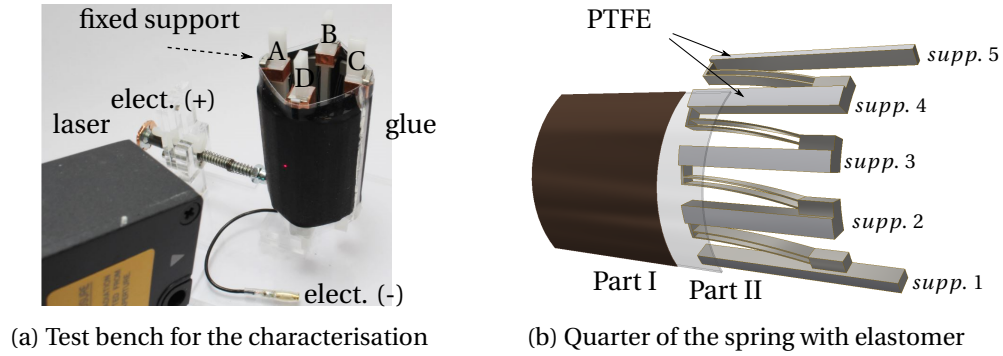 fixed support
A
B
C
D
elect. (+)
laser
glue
elect. (-)
(a) Test bench for the characterisation
PTFE
supp. 5
supp. 4
supp. 3
supp. 2
supp. 1
Part I
Part II
(b) Quarter of the spring with elastomer